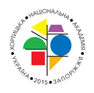 ХОРТИЦЬКА • НАЦІОНАЛЬНА • АКАДЕМІЯ
УКРАЇНА • 2015 • ЗАПОРІЖЖЯ